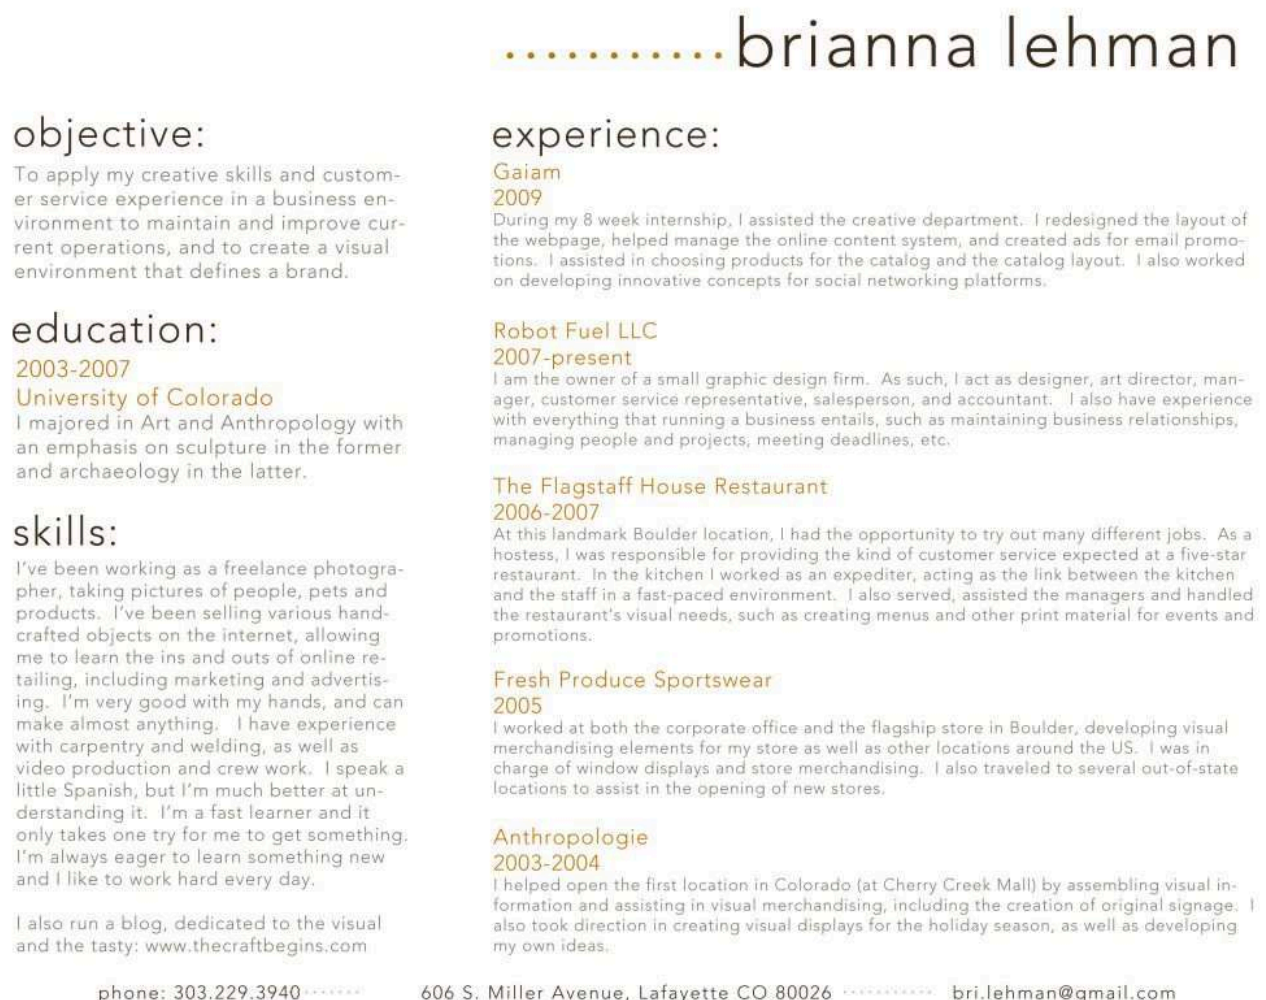 brianna lehman
objective:
To apply my creative skills and custom-
er service experience in a business en-
vironment to maintain and improve cur-
rent operations, and to create a visual
environment that defines a brand.
education:
2003-2007
University of Colorado
I majored in Art and Anthropology with
an emphasis on sculpture in the former
and archaeology in the latter.
skills:
I've been working as a freelance photogra-
pher, taking pictures of people, pets and
products. I've been selling various hand-
crafted objects on the internet, allowing
me to learn the ins and outs of online re-
tailing, including marketing and advertis-
ing. I'm very good with my hands, and can
make almost anything. I have experience
with carpentry and welding, as well as
video production and crew work. I speak a
little Spanish, but I'm much better at un-
derstanding it. I'm a fast learner and it
only takes one try for me to get something.
I'm always eager to learn something new
and I like to work hard every day.
I also run a blog, dedicated to the visual
and the tasty: www.thecraftbegins.com
experience:
Gaiam
2009
During my 8 week internship, I assisted the creative department. I redesigned the layout of
the webpage, helped manage the online content system, and created ads for email promo-
tions. I assisted in choosing products for the catalog and the catalog layout. I also worked
on developing innovative concepts for social networking platforms.
Robot Fuel LLC
2007-present
I am the owner of a small graphic design firm. As such, I act as designer, art director, man-
ager, customer service representative, salesperson, and accountant. I also have experience
with everything that running a business entails, such as maintaining business relationships,
managing people and projects, meeting deadlines, etc.
The Flagstaff House Restaurant
2006-2007
At this landmark Boulder location, I had the opportunity to try out many different jobs. As a
hostess, I was responsible for providing the kind of customer service expected at a five-star
restaurant. In the kitchen I worked as an expediter, acting as the link between the kitchen
and the staff in a fast-paced environment. I also served, assisted the managers and handled
the restaurant's visual needs, such as creating menus and other print material for events and
promotions.
Fresh Produce Sportswear
2005
I worked at both the corporate office and the flagship store in Boulder, developing visual
merchandising elements for my store as well as other locations around the US. I was in
charge of window displays and store merchandising. I also traveled to several out-of-state
locations to assist in the opening of new stores.
Anthropologie
2003-2004
I helped open the first location in Colorado (at Cherry Creek Mall) by assembling visual in-
formation and assisting in visual merchandising, including the creation of original signage. I
also took direction in creating visual displays for the holiday season, as well as developing
my own ideas.
phone: 303.229.3940 606 S. Miller Avenue, Lafayette CO 80026 bri.lehman@gmail.com